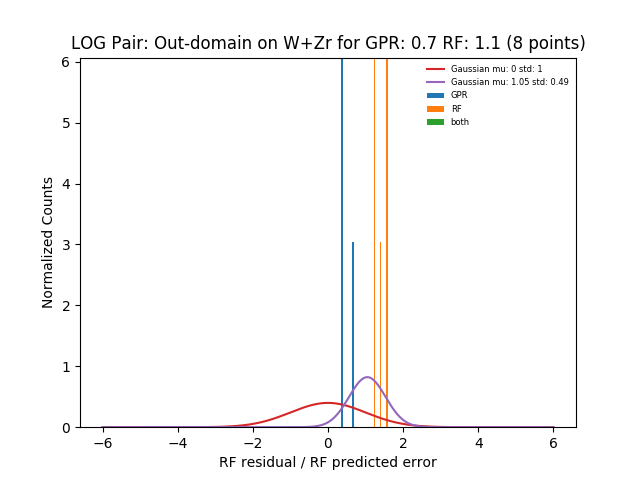 LOG Pair: Out-domain on W+Zr for GPR: 0.7 RF: 1.1 (8 points)
Gaussian mu: 0 std: 1
Gaussian mu: 1.05 std: 0.49
GPR
RF
both
Normalized Counts
6
5
4
3
2
1
0
−6
−4
−2
0
2
4
6
RF residual / RF predicted error